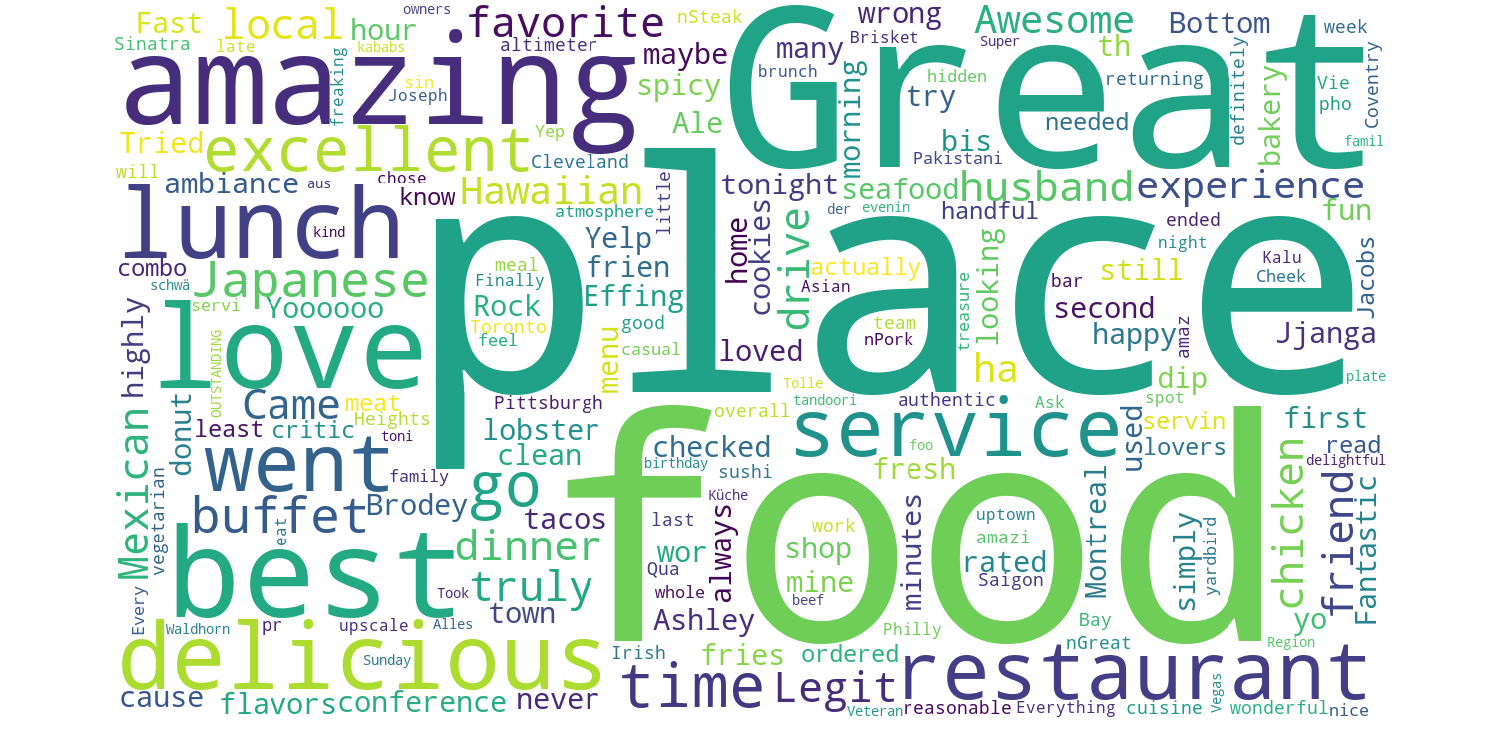 owners
Fast
local
hour
favorite
nSteak
wrong
Awesome
Bottom
week
Sinatra
late
freaking
kababs
altimeter
maybe
many
Brisket
Super
th
amazing
Great
sin
Joseph
spicy
brunch
morning
try
hidden
returning
definitely
bakery
Vie
pho
Coventry
Tried
excellent
Yep
Ale
bis
needed
famil
will
Cleveland
Pakistani
ambiance
aus
chose
know
Hawaiian
little
tonight
seafood
husband
experience
lunch
kind
atmosphere
place
cookies
home
drive
der
evenin
handful
looking
ended
fun
combo
schwä
Japanese
meal
Finally
Yelp
frien
Effing
actually
Asian
still
night
Kalu
Cheek
Jacobs
servi
Yoooooo
Rock
Toronto
feel
good
bar
second
happy
Jjanga
highly
OUTSTANDING
love
menu
casual
loved
team
nPork
treasure
amaz
ha
dip
plate
Mexican
donut
Came
meat
Heights
Pittsburgh
overall
Tolle
tandoori
authentic
Ask
spot
servin
first
least
critic
toni
lobster
clean
checked
service
foo
used
lovers
read
delightful
vegetarian
went
family
go
food
birthday
sushi
fresh
Montreal
chicken
friend
Fantastic
buffet
Brodey
tacos
Küche
last
always
work
shop
mine
beef
minutes
uptown
amazi
rated
Saigon
simply
yardbird
best
eat
dinner
wor
Qua
whole
Every
Took
truly
town
Ashley
Philly
Bay
nGreat
yo
Region
Waldhorn
pr
upscale
Alles
delicious
Sunday
Irish
fries
ordered
restaurant
cause
flavors
conference
never
time
Legit
Veteran
reasonable
Everything
cuisine
Vegas
wonderful
nice